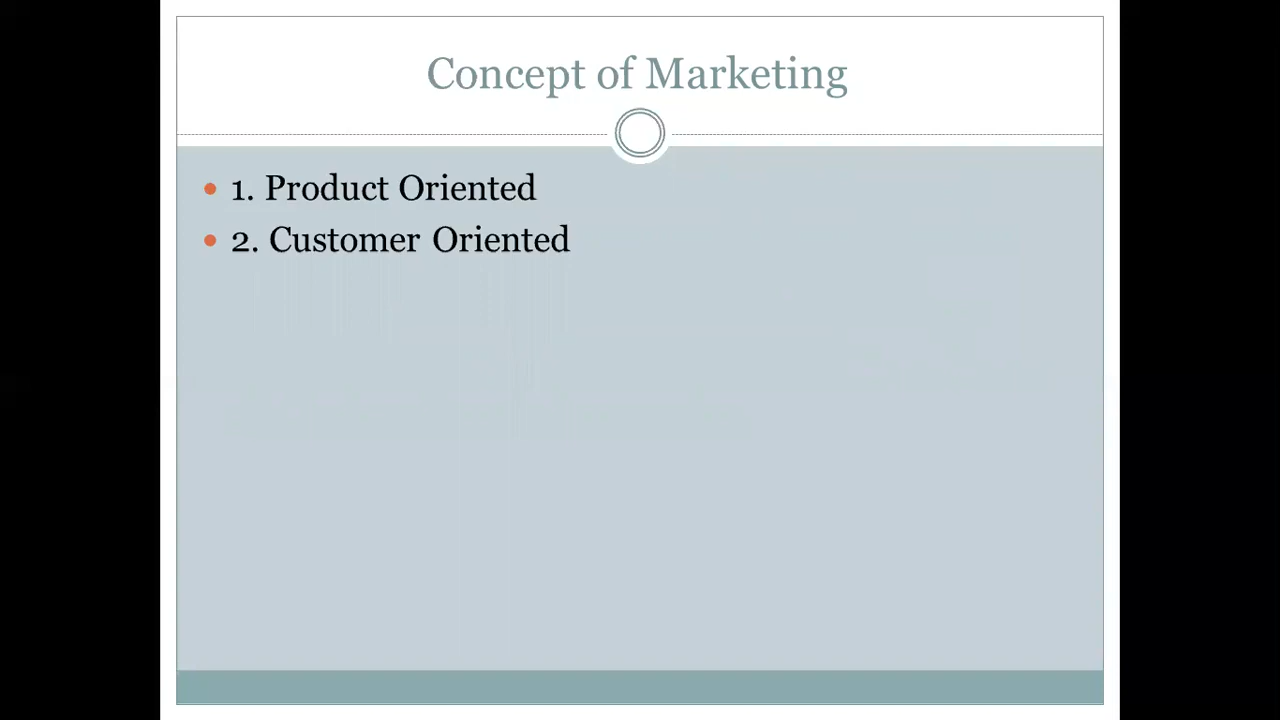 Concept of Marketing
• 1. Product Oriented
• 2. Customer Oriented